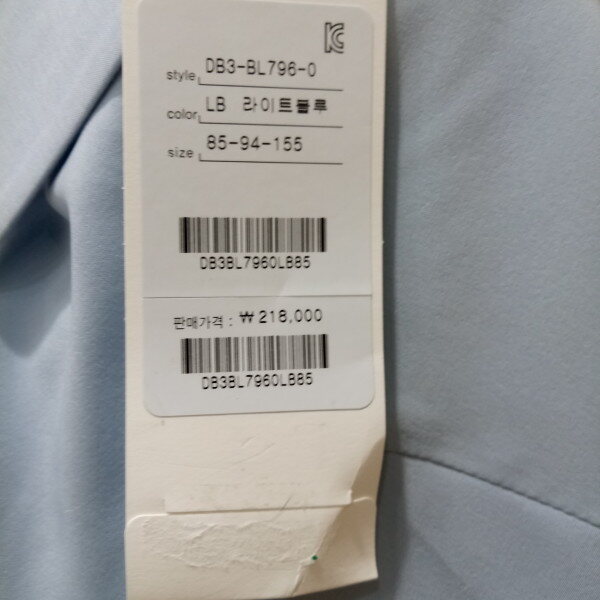 style DB3-BL796-0
color LB 라이트블루
size 85-94-155
DB3BL7960LB85
판매가격 : ₩ 218,000
DB3BL7960LB85